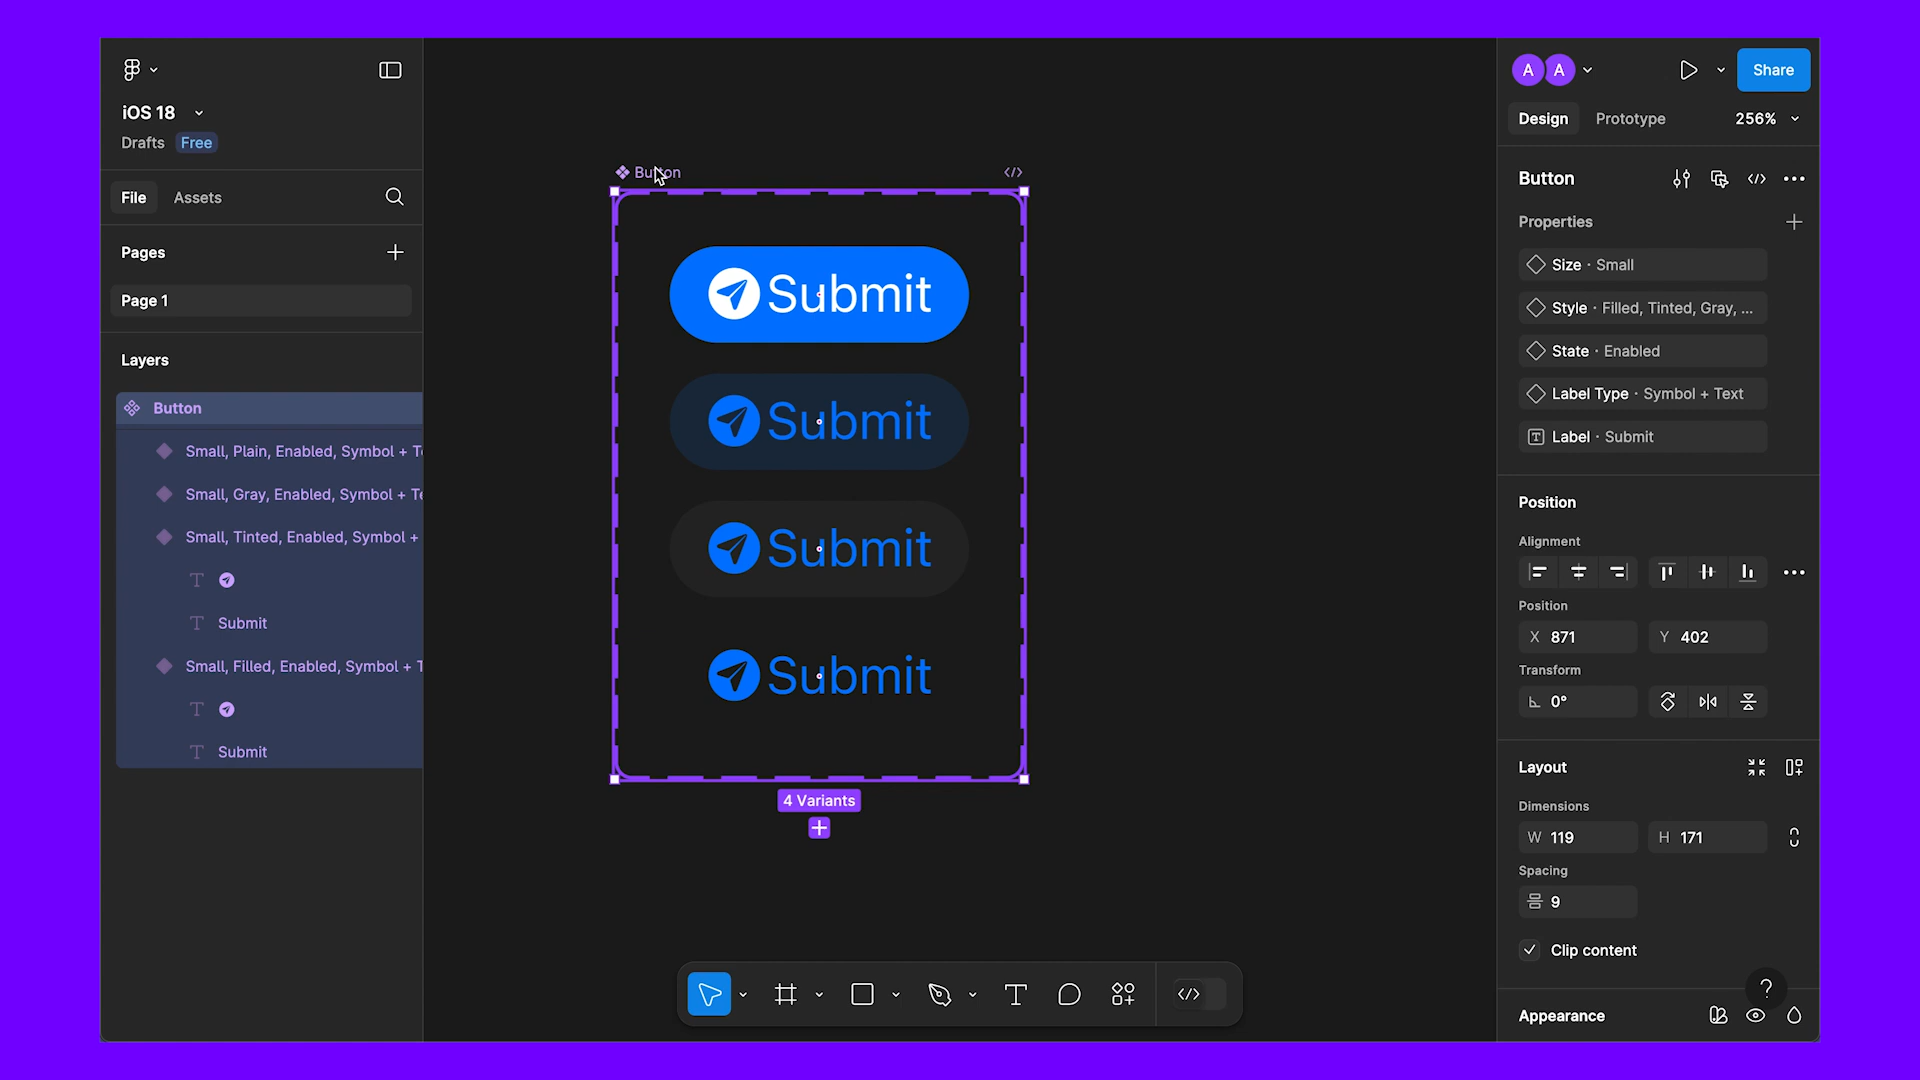 iOS 18
Drafts Free
File Assets
Pages
Page 1
Layers
Button
Small, Plain, Enabled, Symbol + T
Small, Gray, Enabled, Symbol + Te
Small, Tinted, Enabled, Symbol +
Submit
Small, Filled, Enabled, Symbol + T
Submit
Button
Submit
Submit
Submit
Submit
4 Variants
A A
Share
Design Prototype 256%
Button
Properties
Size · Small
Style · Filled, Tinted, Gray, ...
State · Enabled
Label Type · Symbol + Text
Label · Submit
Position
Alignment
Position
X 871 Y 402
Transform
0°
Layout
Dimensions
W 119 H 171
Spacing
9
Clip content
?
Appearance